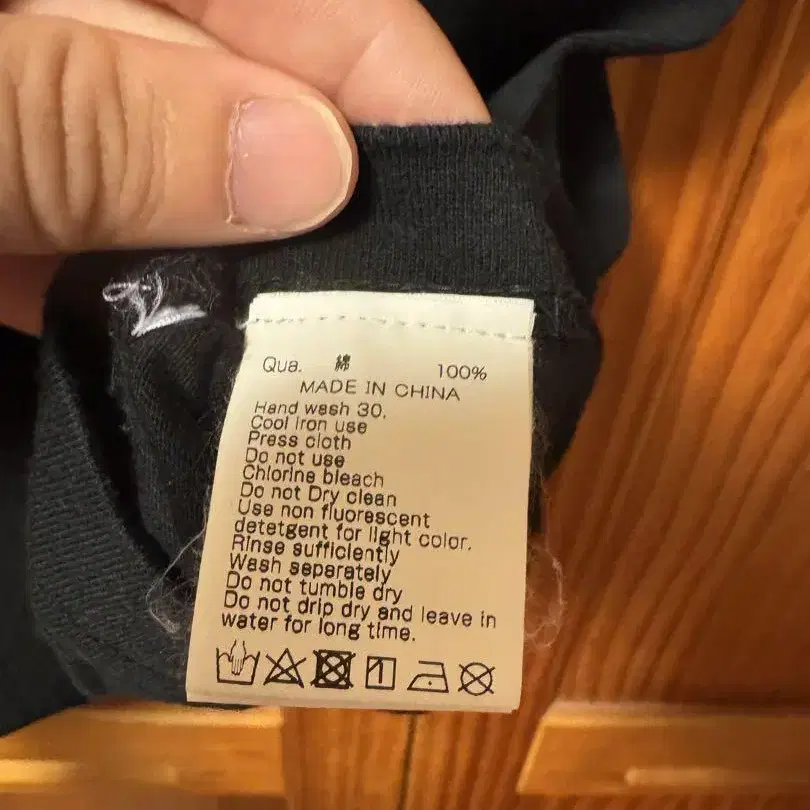 Qua. 綿 100%
MADE IN CHINA
Hand wash 30,
Cool iron use
Press cloth
Do not use
Chlorine bleach
Do not Dry clean
Use non fluorescent
detetgent for light color.
Rinse sufficiently
Wash separately
Do not tumble dry
Do not drip dry and leave in
water for long time.